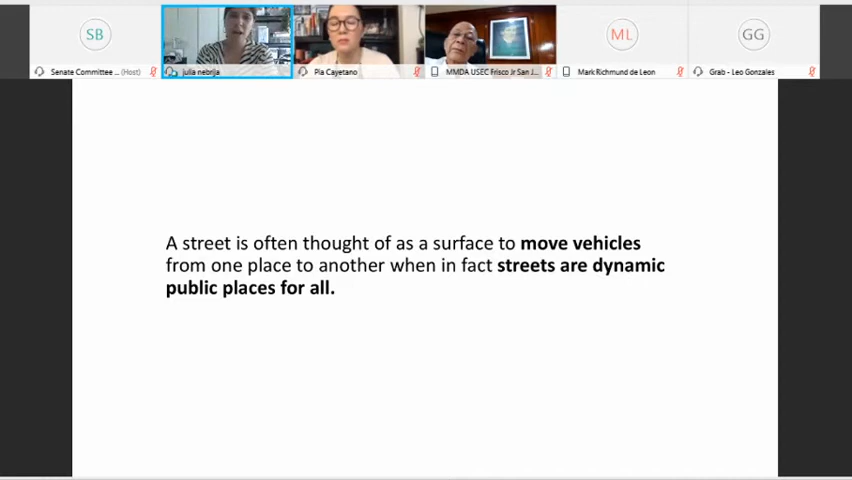 SB
ML
GG
Senate Committee ... (Host)
julia nebrija
Pia Cayetano
MMDA USEC Frisco Jr San J...
Mark Richmund de Leon
Grab - Leo Gonzales
A street is often thought of as a surface to move vehicles
from one place to another when in fact streets are dynamic
public places for all.